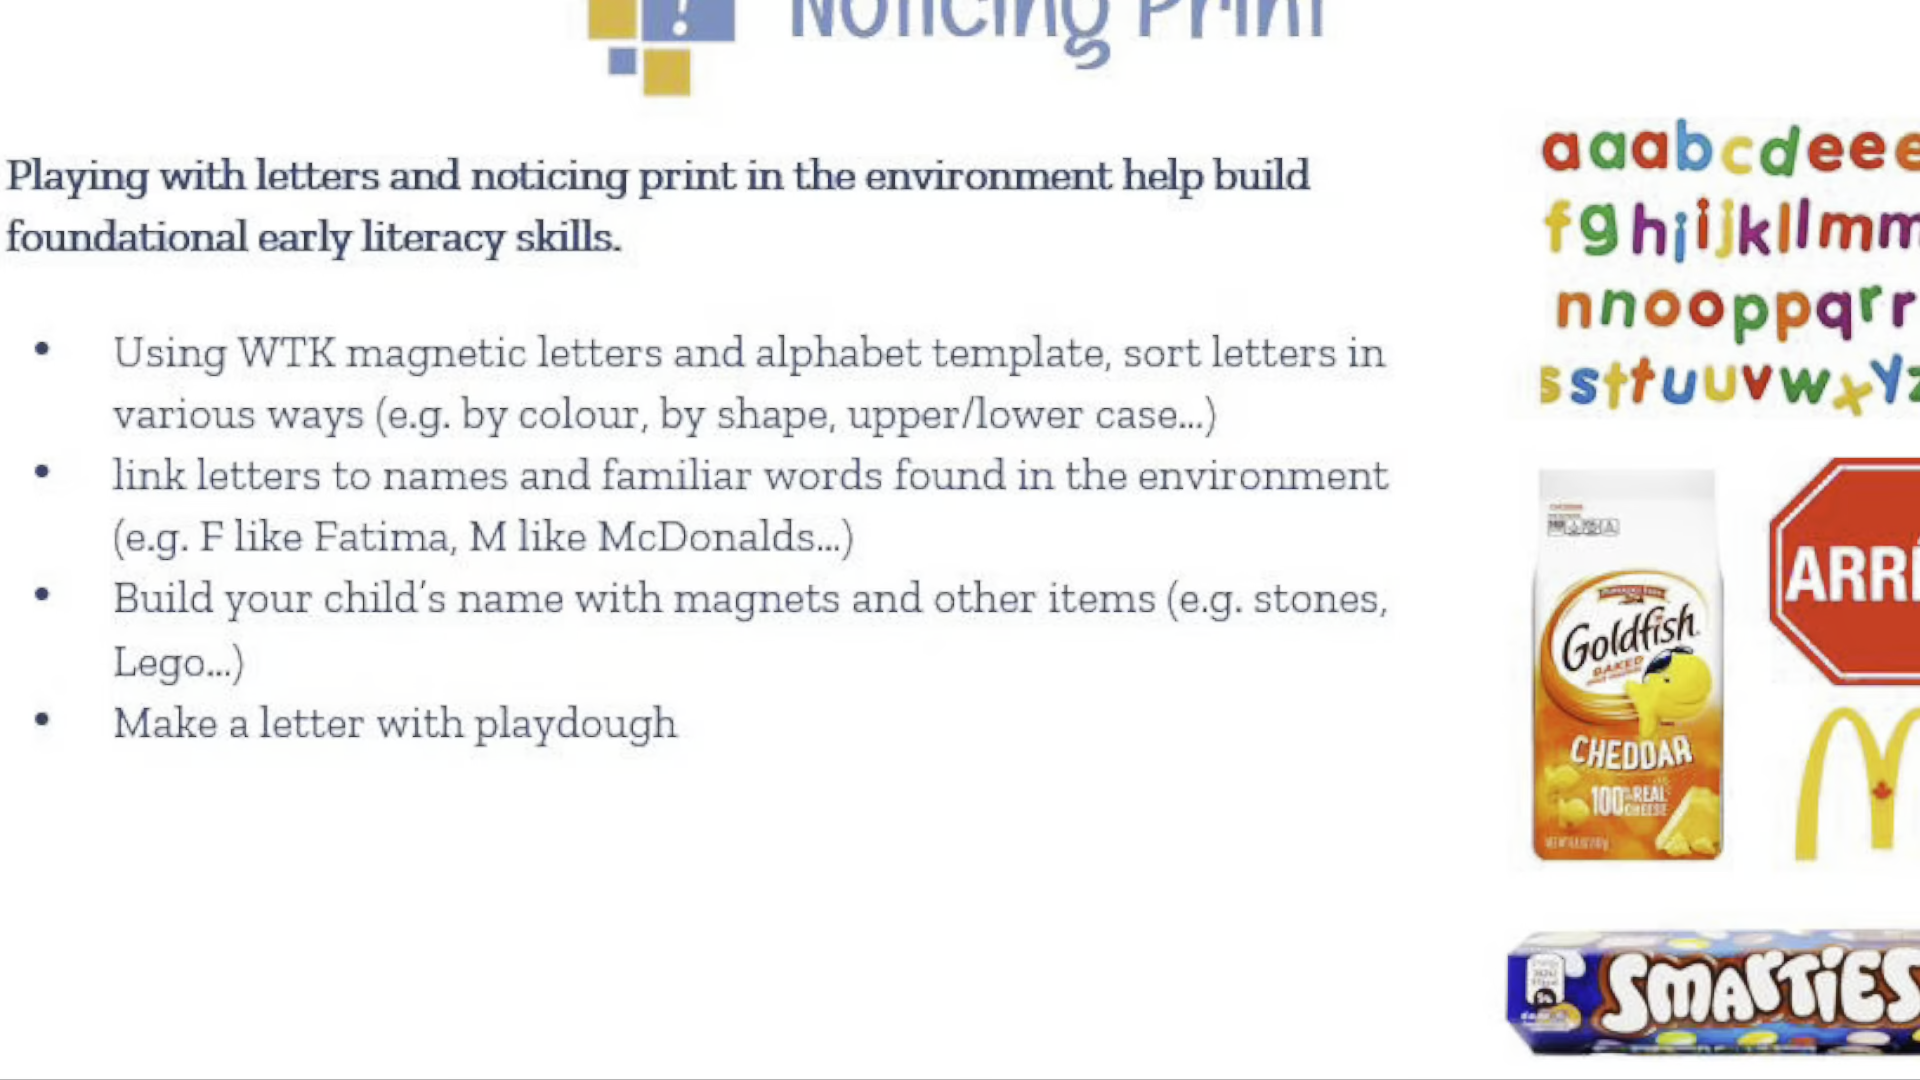 ! Noticing Print
Playing with letters and noticing print in the environment help build
foundational early literacy skills.
• Using WTK magnetic letters and alphabet template, sort letters in
various ways (e.g. by colour, by shape, upper/lower case...)
• link letters to names and familiar words found in the environment
(e.g. F like Fatima, M like McDonalds...)
• Build your child's name with magnets and other items (e.g. stones,
Lego...)
• Make a letter with playdough
aaabcdeee
fghiijkllmm
nnooppqrr
ssttuuvwxyz
Goldfish
BAKED
CHEDDAR
100% REAL
CHEESE
ARR
SMARTIES